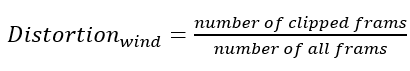 Distortion_wind = number of clipped frams / number of all frams